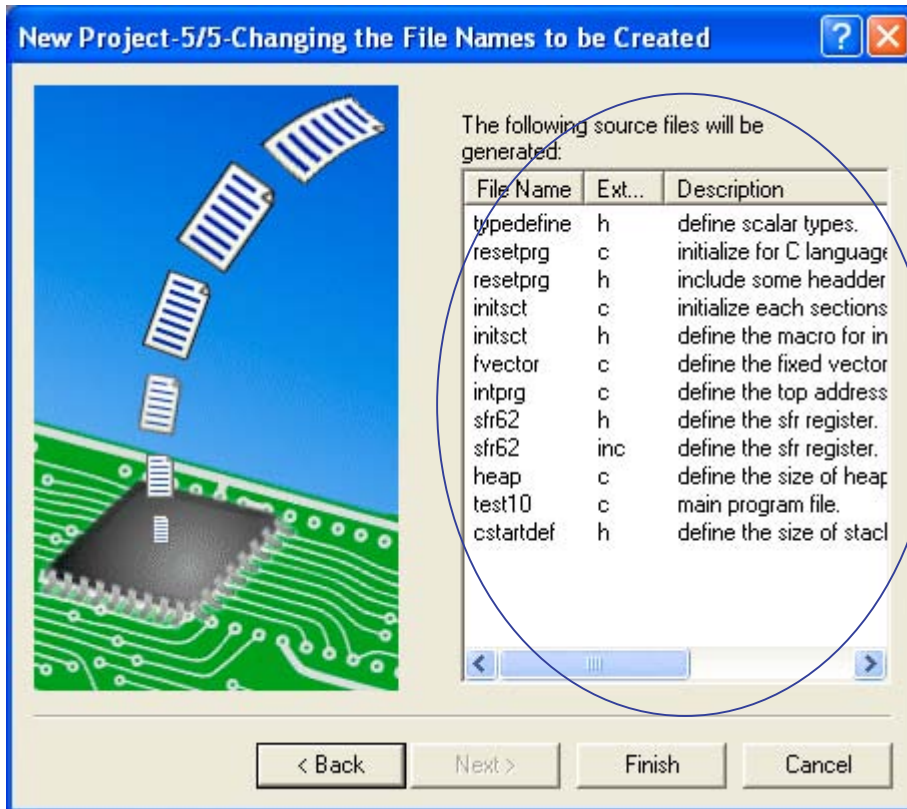 New Project-5/5-Changing the File Names to be Created
The following source files will be
generated:
File Name Ext... Description
typedefine h define scalar types.
resetprg c initialize for C language
resetprg h include some headder
initsct c initialize each sections
initsct h define the macro for in
fvector c define the fixed vector
intprg c define the top address
sfr62 h define the sfr register.
sfr62 inc define the sfr register.
heap c define the size of heap
test10 c main program file.
cstartdef h define the size of stacl
< Back Next > Finish Cancel